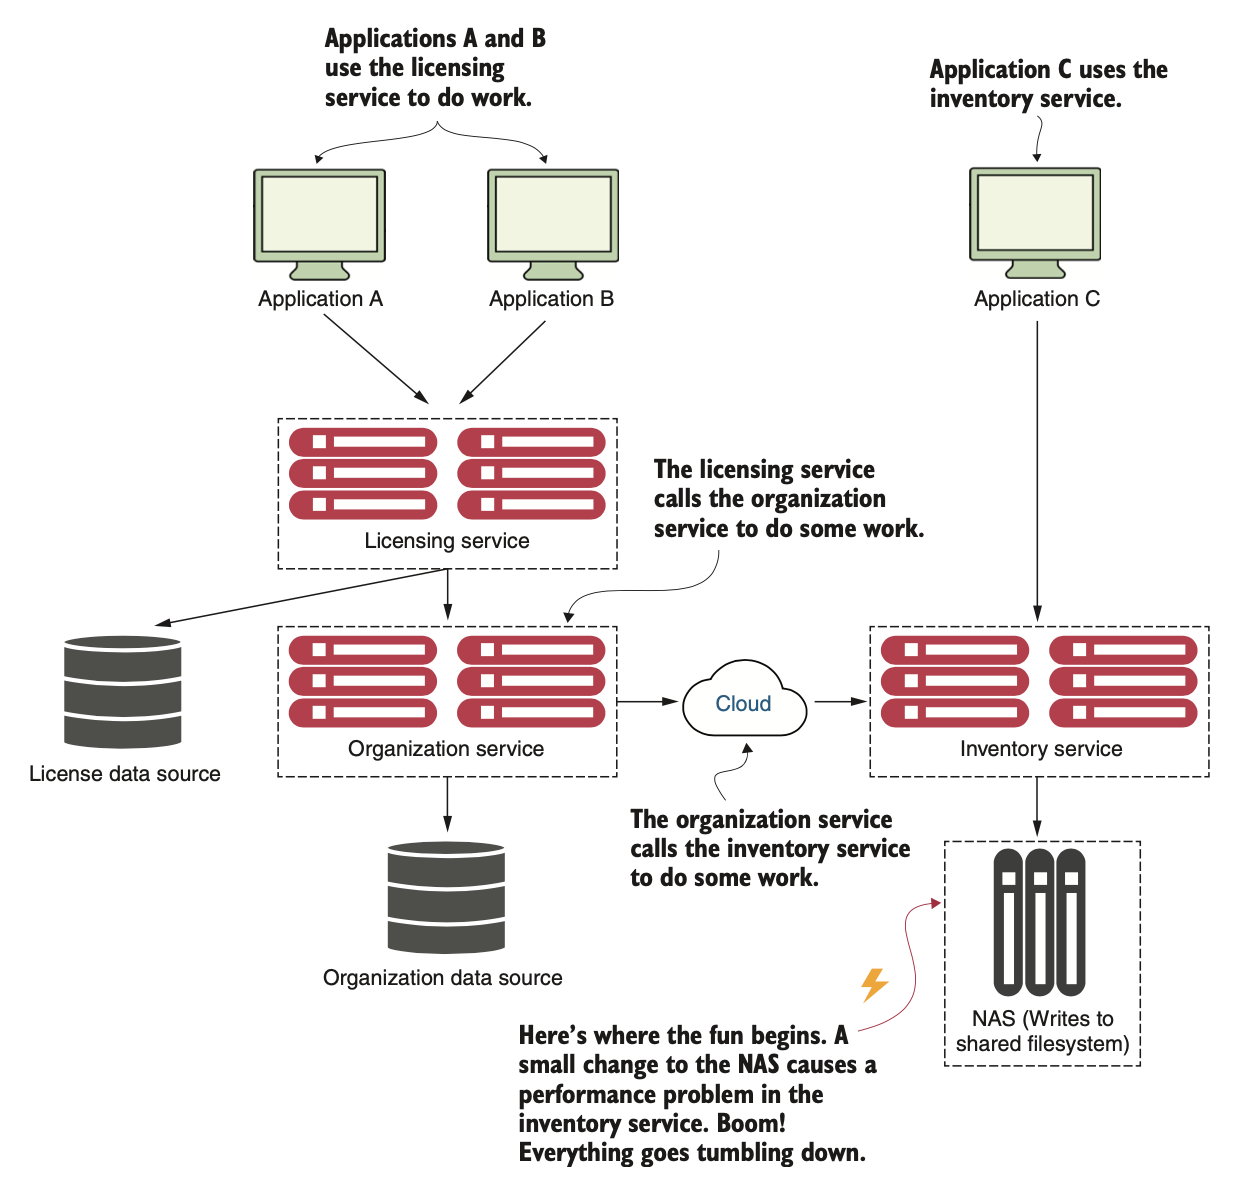 Applications A and B
use the licensing
service to do work.
Application C uses the
inventory service.
Application A
Application B
Application C
Licensing service
The licensing service
calls the organization
service to do some work.
License data source
Organization service
Cloud
Inventory service
The organization service
calls the inventory service
to do some work.
Organization data source
NAS (Writes to
shared filesystem)
Here’s where the fun begins. A
small change to the NAS causes a
performance problem in the
inventory service. Boom!
Everything goes tumbling down.